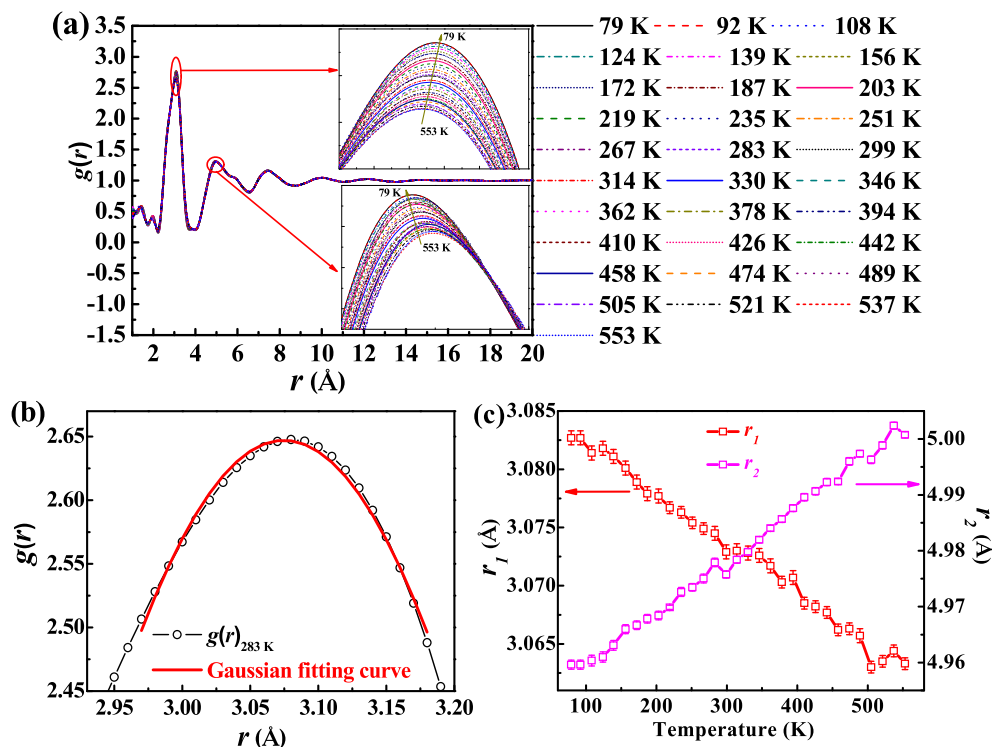 (a)
3.5
3.0
2.5
2.0
1.5
1.0
0.5
0.0
-0.5
-1.0
-1.5
g(r)
2 4 6 8 10 12 14 16 18 20
r (Å)
79 K
553 K
79 K
553 K
79 K 92 K 108 K
124 K 139 K 156 K
172 K 187 K 203 K
219 K 235 K 251 K
267 K 283 K 299 K
314 K 330 K 346 K
362 K 378 K 394 K
410 K 426 K 442 K
458 K 474 K 489 K
505 K 521 K 537 K
553 K
(b)
2.65
2.60
2.55
2.50
2.45
g(r)
g(r)283 K
Gaussian fitting curve
2.95 3.00 3.05 3.10 3.15 3.20
r (Å)
(c)
3.085
3.080
3.075
3.070
3.065
r1 (Å)
r1
r2
5.00
4.99
4.98
4.97
4.96
r2 (Å)
100 200 300 400 500
Temperature (K)